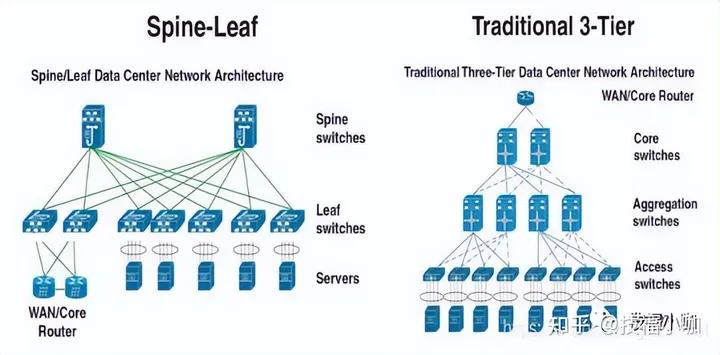 Spine-Leaf
Spine/Leaf Data Center Network Architecture
Spine
switches
Leaf
switches
Servers
WAN/Core
Router
Traditional 3-Tier
Traditional Three-Tier Data Center Network Architecture
WAN/Core Router
Core
switches
Aggregation
switches
Access
switches
知乎 @技福小咖